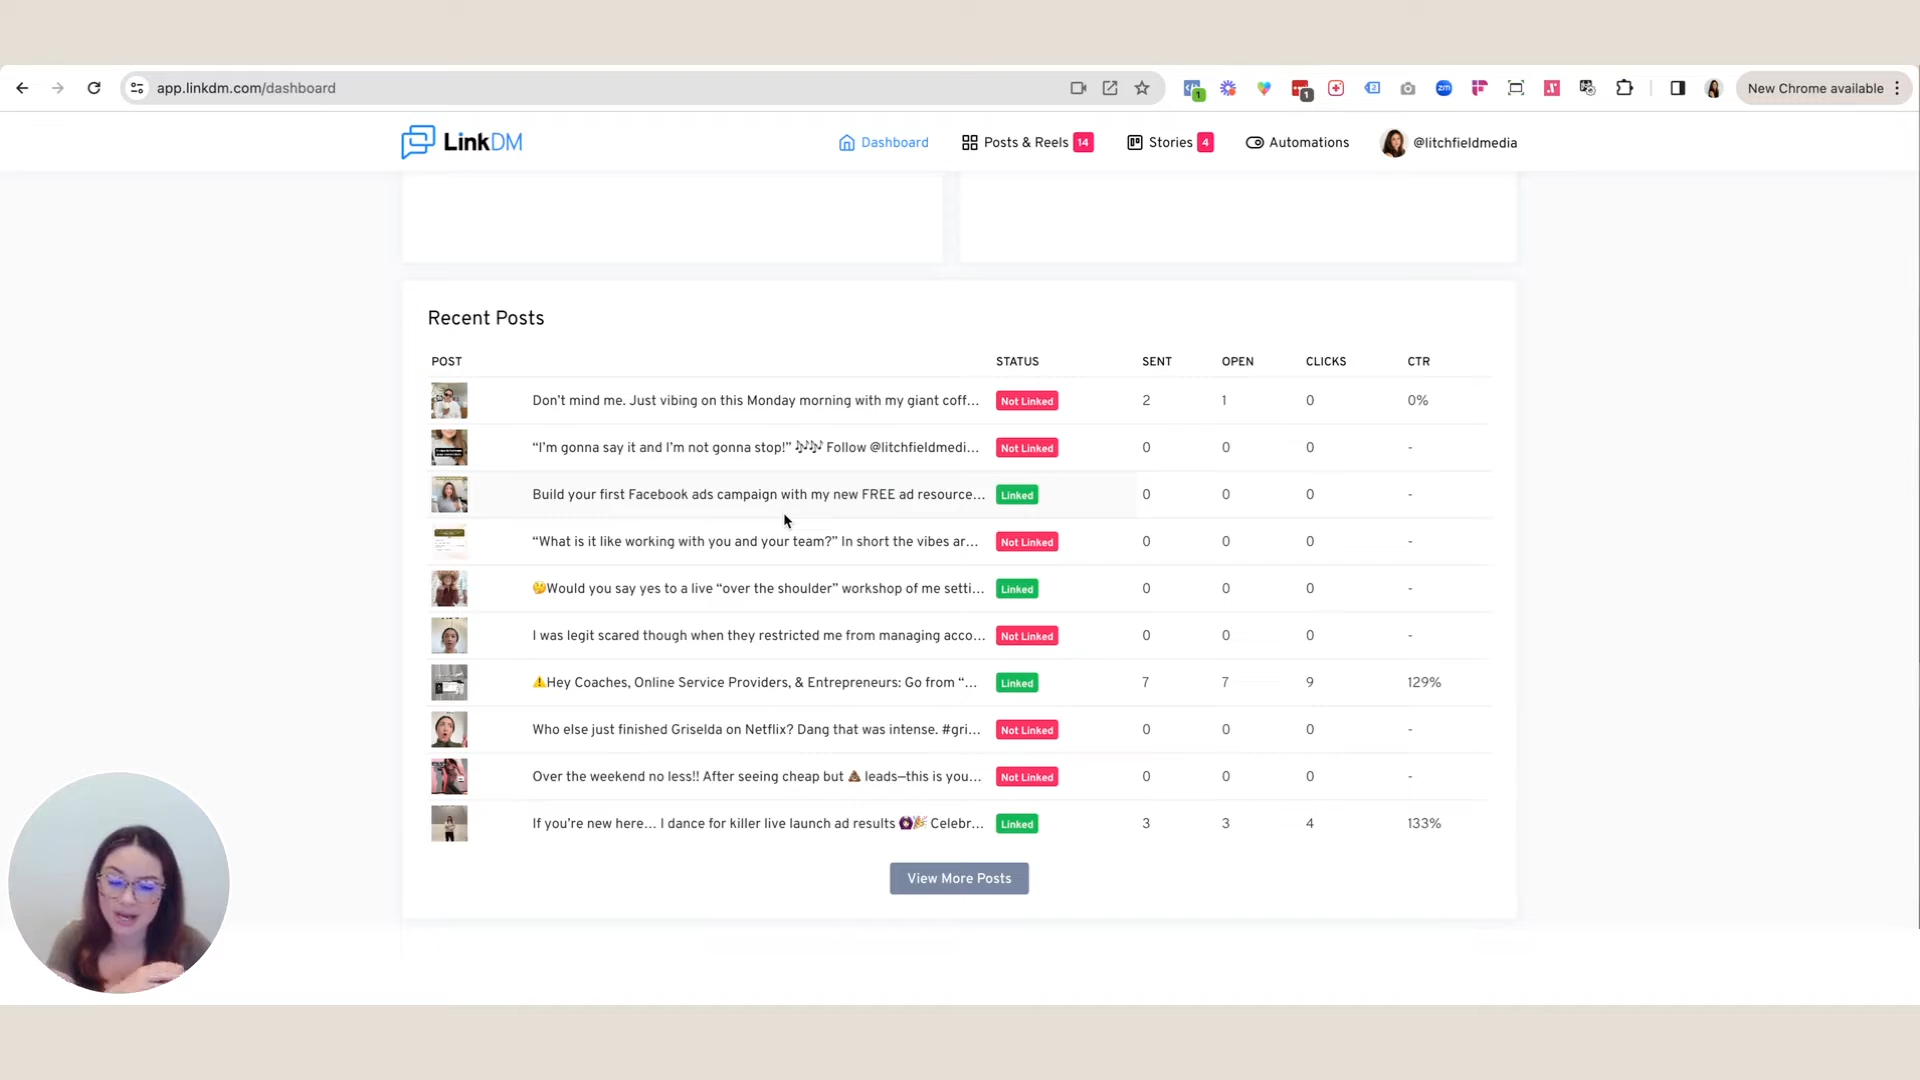 app.linkdm.com/dashboard
New Chrome available
LinkDM
Dashboard
Posts & Reels 14
Stories 4
Automations
@litchfieldmedia
Recent Posts
POST STATUS SENT OPEN CLICKS CTR
Don’t mind me. Just vibing on this Monday morning with my giant coff... Not Linked 2 1 0 0%
“I’m gonna say it and I’m not gonna stop!” 🎶🎶 Follow @litchfieldmedi... Not Linked 0 0 0 -
Build your first Facebook ads campaign with my new FREE ad resource... Linked 0 0 0 -
“What is it like working with you and your team?” In short the vibes ar... Not Linked 0 0 0 -
🤔Would you say yes to a live “over the shoulder” workshop of me setti... Linked 0 0 0 -
I was legit scared though when they restricted me from managing acco... Not Linked 0 0 0 -
⚠️Hey Coaches, Online Service Providers, & Entrepreneurs: Go from “... Linked 7 7 9 129%
Who else just finished Griselda on Netflix? Dang that was intense. #gri... Not Linked 0 0 0 -
Over the weekend no less!! After seeing cheap but 💩 leads—this is you... Not Linked 0 0 0 -
If you’re new here... I dance for killer live launch ad results 🙆🏻‍♀️🎉 Celebr... Linked 3 3 4 133%
View More Posts